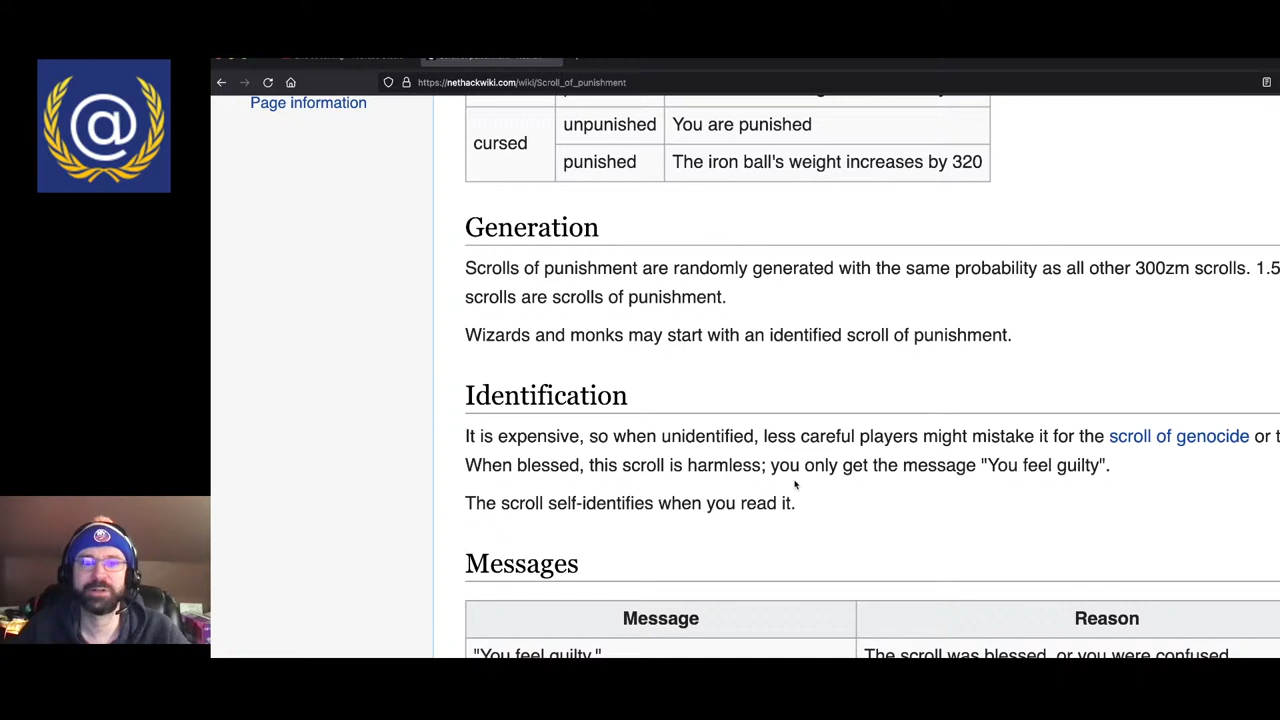 https://nethackwiki.com/wiki/Scroll_of_punishment
Page information
cursed
unpunished
You are punished
punished
The iron ball's weight increases by 320
Generation
Scrolls of punishment are randomly generated with the same probability as all other 300zm scrolls. 1.5
scrolls are scrolls of punishment.
Wizards and monks may start with an identified scroll of punishment.
Identification
It is expensive, so when unidentified, less careful players might mistake it for the scroll of genocide or t
When blessed, this scroll is harmless; you only get the message "You feel guilty".
The scroll self-identifies when you read it.
Messages
Message
Reason
"You feel guilty."
The scroll was blessed, or you were confused
@